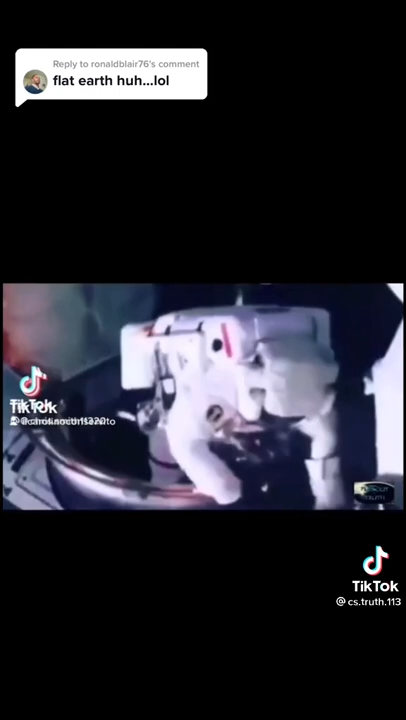 Reply to ronaldblair76's comment
flat earth huh...lol
TikTok
TikTok
@cs.truth.113